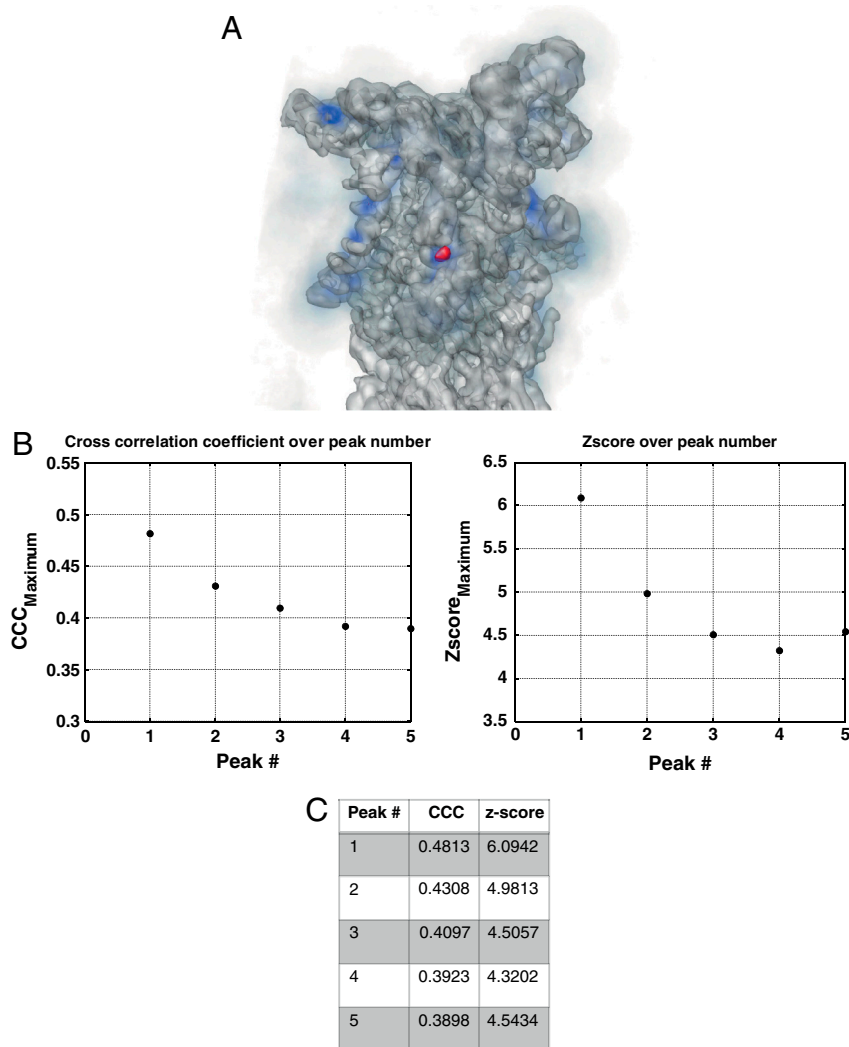 A
B
Cross correlation coefficient over peak number
0.55
0.5
0.45
0.4
0.35
0.3
CCCMaximum
0 1 2 3 4 5
Peak #
Zscore over peak number
6.5
6
5.5
5
4.5
4
3.5
ZscoreMaximum
0 1 2 3 4 5
Peak #
C
Peak # CCC z-score
1 0.4813 6.0942
2 0.4308 4.9813
3 0.4097 4.5057
4 0.3923 4.3202
5 0.3898 4.5434